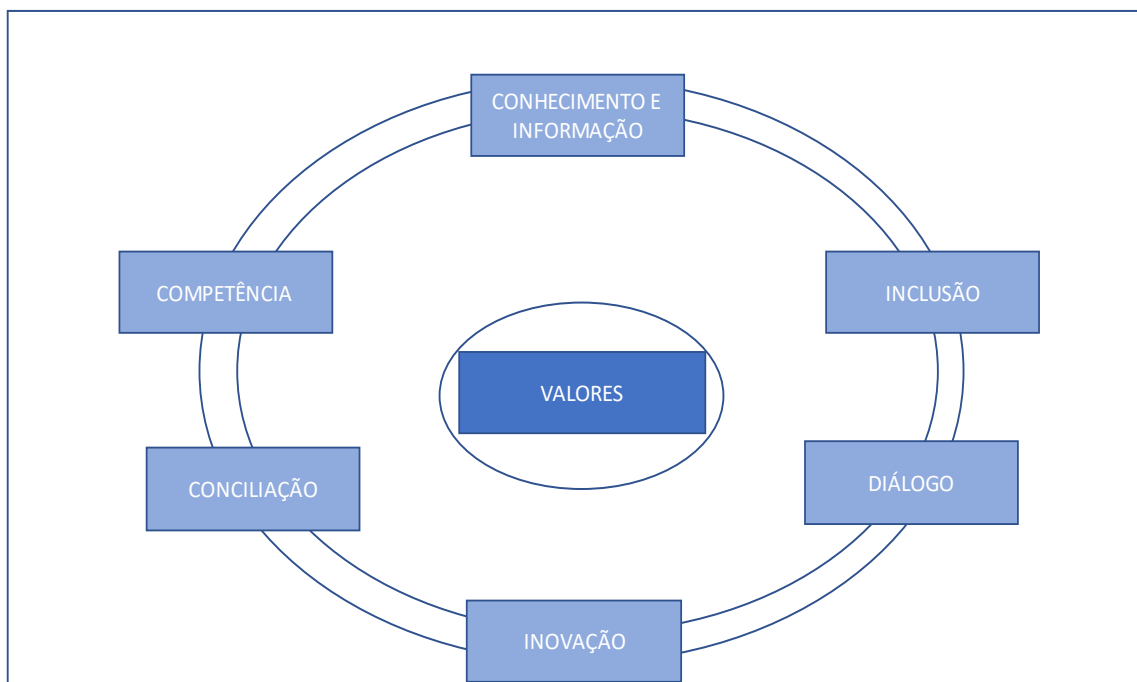 CONHECIMENTO E
INFORMAÇÃO
COMPETÊNCIA
INCLUSÃO
VALORES
CONCILIAÇÃO
DIÁLOGO
INOVAÇÃO